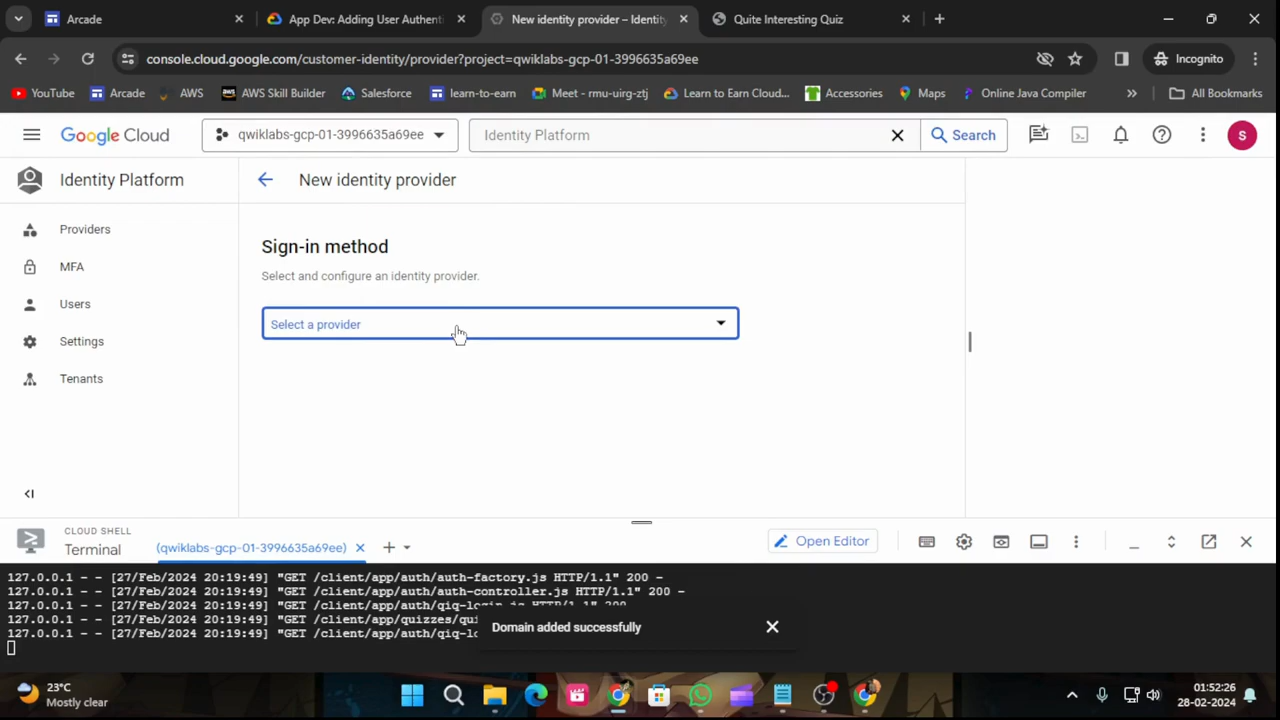 Arcade
App Dev: Adding User Authent
New identity provider – Identity
Quite Interesting Quiz
console.cloud.google.com/customer-identity/provider?project=qwiklabs-gcp-01-3996635a69ee
Incognito
YouTube
Arcade
AWS
AWS Skill Builder
Salesforce
learn-to-earn
Meet - rmu-uirg-ztj
Learn to Earn Cloud...
Accessories
Maps
Online Java Compiler
»
All Bookmarks
Google Cloud
qwiklabs-gcp-01-3996635a69ee
Identity Platform
Search
S
Identity Platform
New identity provider
Providers
MFA
Users
Settings
Tenants
Sign-in method
Select and configure an identity provider.
Select a provider
CLOUD SHELL
Terminal
(qwiklabs-gcp-01-3996635a69ee)
Open Editor
127.0.0.1 - - [27/Feb/2024 20:19:49] "GET /client/app/auth/auth-factory.js HTTP/1.1" 200 -
127.0.0.1 - - [27/Feb/2024 20:19:49] "GET /client/app/auth/auth-controller.js HTTP/1.1" 200 -
127.0.0.1 - - [27/Feb/2024 20:19:49] "GET /client/app/auth/qiq-login.js HTTP/1.1" 200
127.0.0.1 - - [27/Feb/2024 20:19:49] "GET /client/app/quizzes/qui
127.0.0.1 - - [27/Feb/2024 20:19:49] "GET /client/app/auth/qiq-lo
Domain added successfully
23°C
Mostly clear
01:52:26
28-02-2024